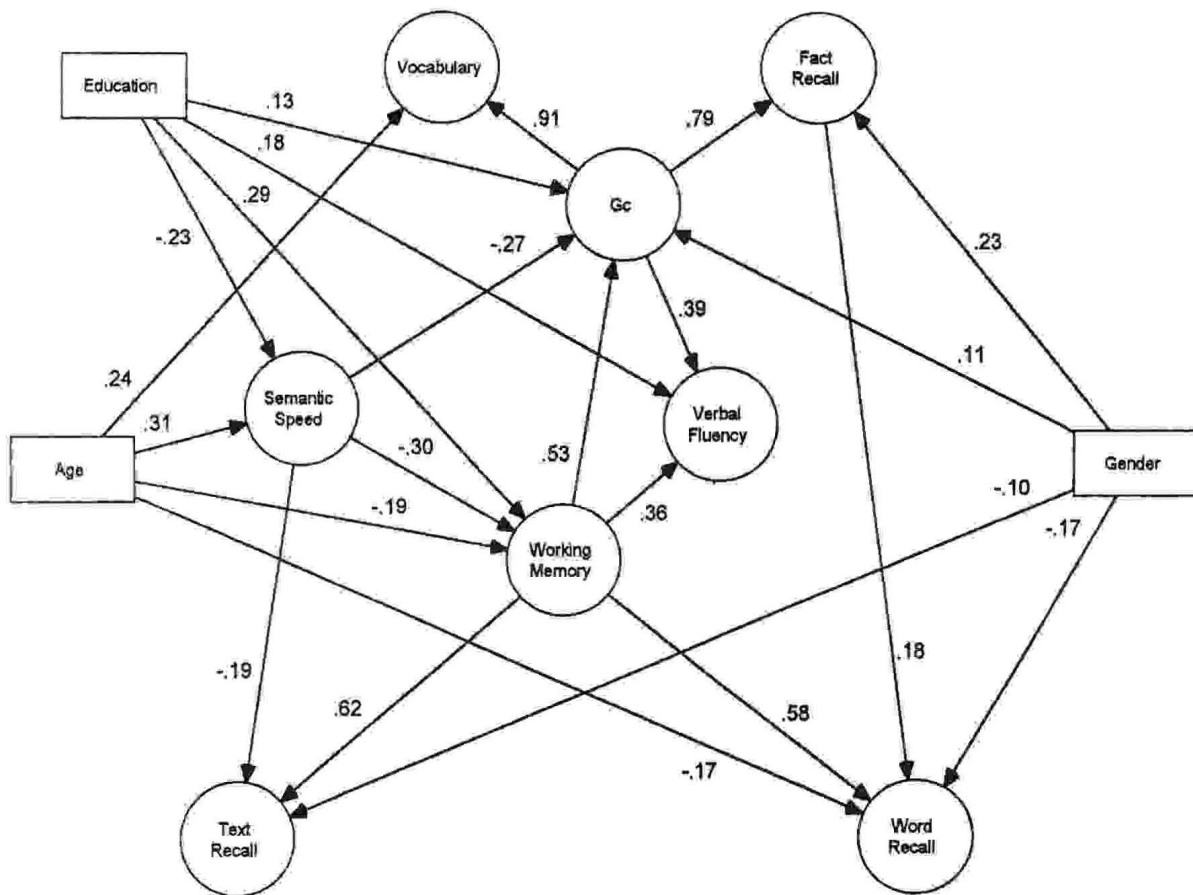 Vocabulary
Fact
Recall
Education
.13
.91
.79
.18
Gc
.29
-.23
-.27
.23
.39
.11
.24
Semantic
Speed
Verbal
Fluency
.31
-.30
.53
Age
Gender
-.19
-.10
.36
-.17
Working
Memory
-.19
.18
.62
.58
-.17
Text
Recall
Word
Recall